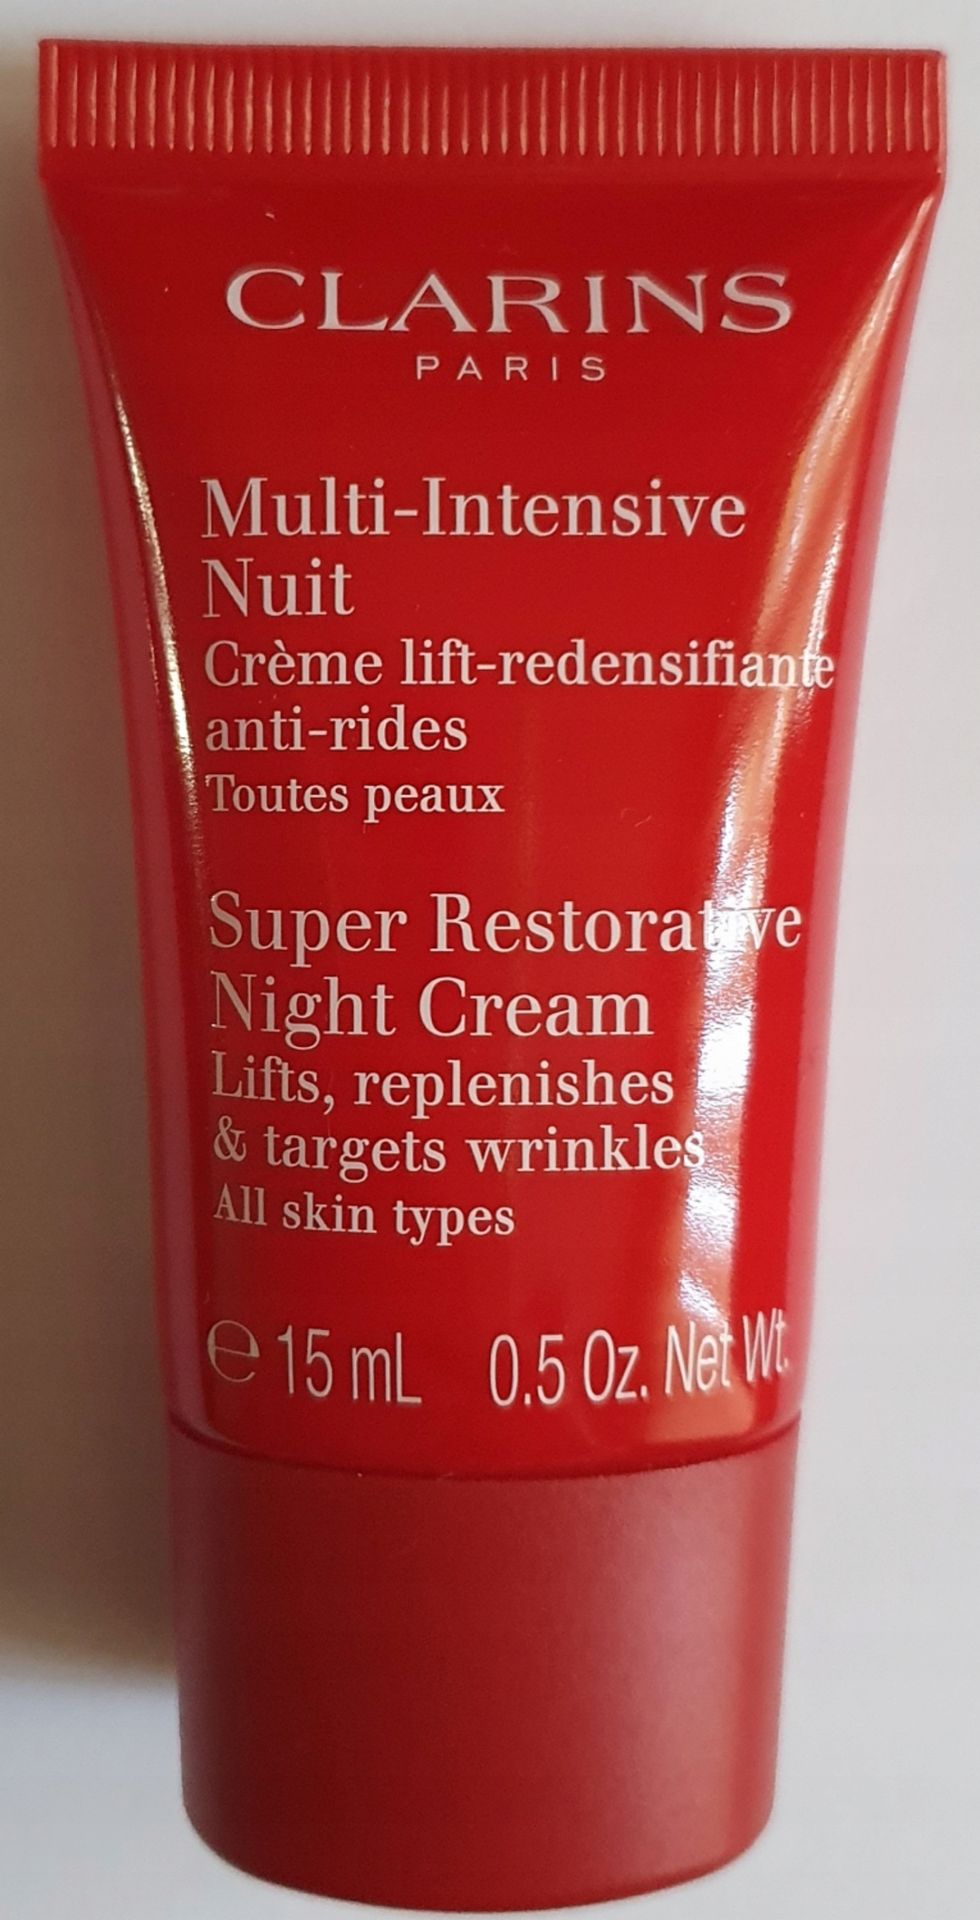 CLARINS
PARIS
Multi-Intensive
Nuit
Crème lift-redensifiante
anti-rides
Toutes peaux
Super Restorative
Night Cream
Lifts, replenishes
& targets wrinkles
All skin types
℮ 15 mL 0.5 Oz. Net Wt.